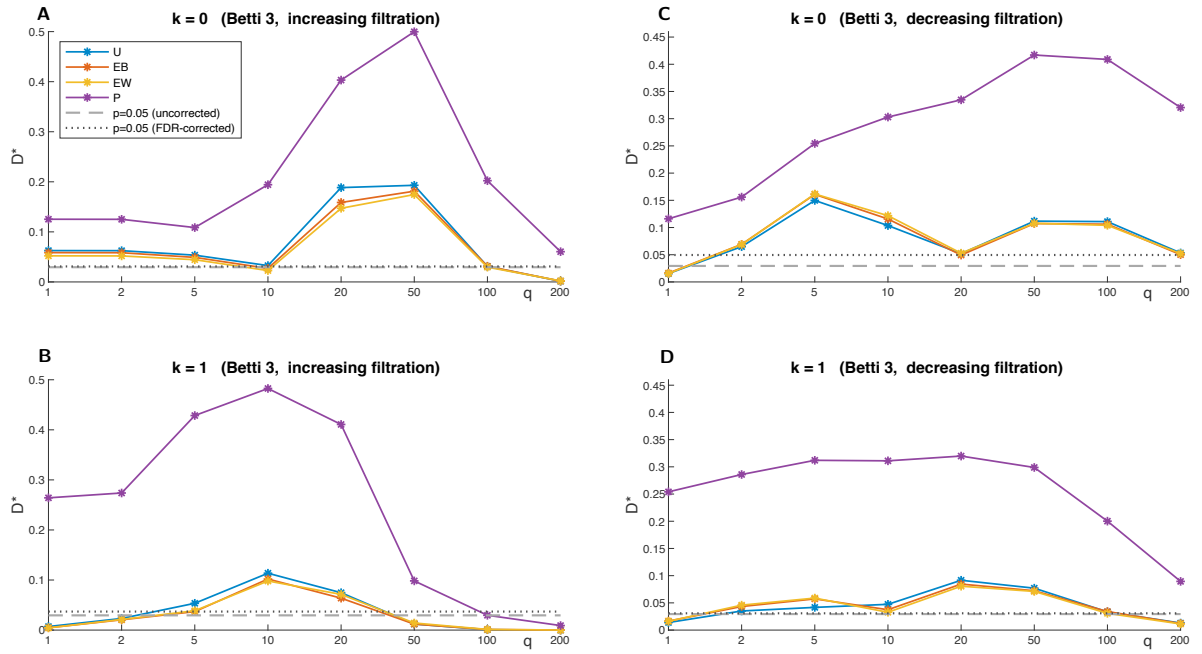 A
k = 0 (Betti 3, increasing filtration)
0.5
0.4
0.3
0.2
0.1
0
D*
U
EB
EW
P
p=0.05 (uncorrected)
p=0.05 (FDR-corrected)
1 2 5 10 20 50 100 q 200
C
k = 0 (Betti 3, decreasing filtration)
0.45
0.4
0.35
0.3
0.25
0.2
0.15
0.1
0.05
0
D*
1 2 5 10 20 50 100 q 200
B
k = 1 (Betti 3, increasing filtration)
0.5
0.4
0.3
0.2
0.1
0
D*
1 2 5 10 20 50 100 q 200
D
k = 1 (Betti 3, decreasing filtration)
0.45
0.4
0.35
0.3
0.25
0.2
0.15
0.1
0.05
0
D*
1 2 5 10 20 50 100 q 200